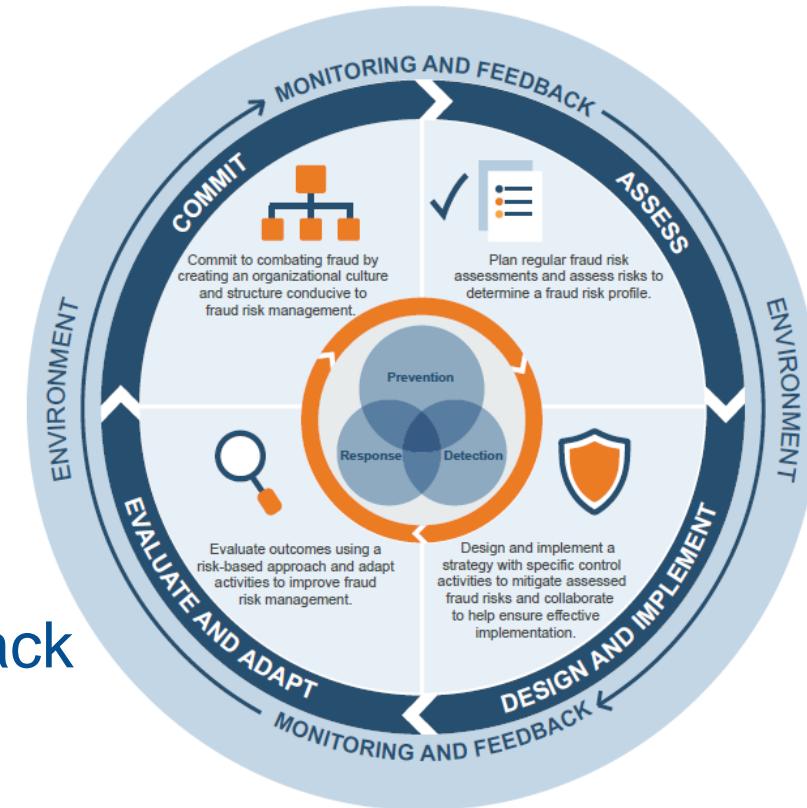 MONITORING AND FEEDBACK
COMMIT
ASSESS
Commit to combating fraud by
creating an organizational culture
and structure conducive to
fraud risk management.
Plan regular fraud risk
assessments and assess risks to
determine a fraud risk profile.
ENVIRONMENT
ENVIRONMENT
Prevention
Response
Detection
Evaluate outcomes using a
risk-based approach and adapt
activities to improve fraud
risk management.
Design and implement a
strategy with specific control
activities to mitigate assessed
fraud risks and collaborate
to help ensure effective
implementation.
EVALUATE AND ADAPT
DESIGN AND IMPLEMENT
ack
MONITORING AND FEEDBACK